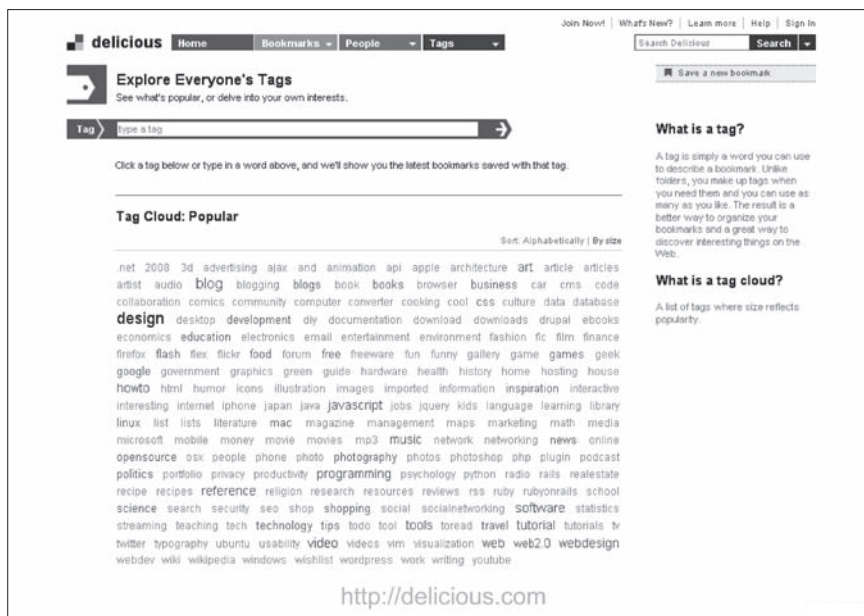 Join Now! | What's New? | Learn more | Help | Sign In
delicious Home Bookmarks People Tags Search Delicious Search
Explore Everyone's Tags
See what's popular, or delve into your own interests.
Save a new bookmark
Tag type a tag
Click a tag below or type in a word above, and we'll show you the latest bookmarks saved with that tag.
Tag Cloud: Popular
Sort: Alphabetically | By size
.net 2008 3d advertising ajax and animation api apple architecture art article articles
artist audio blog blogging blogs book books browser business car cms code
collaboration comics community computer converter cooking cool css culture data database
design desktop development diy documentation download downloads drupal ebooks
economics education electronics email entertainment environment fashion fic film finance
firefox flash flex flickr food forum free freeware fun funny gallery game games geek
google government graphics green guide hardware health history home hosting house
howto html humor icons illustration images imported information inspiration interactive
interesting internet iphone japan java javascript jobs jquery kids language learning library
linux list lists literature mac magazine management maps marketing math media
microsoft mobile money movie movies mp3 music network networking news online
opensource osx people phone photo photography photos photoshop php plugin podcast
politics portfolio privacy productivity programming psychology python radio rails realestate
recipe recipes reference religion research resources reviews rss ruby rubyonrails school
science search security seo shop shopping social socialnetworking software statistics
streaming teaching tech technology tips todo tool tools toread travel tutorial tutorials tv
twitter typography ubuntu usability video videos vim visualization web web2.0 webdesign
webdev wiki wikipedia windows wishlist wordpress work writing youtube
What is a tag?
A tag is simply a word you can use
to describe a bookmark. Unlike
folders, you make up tags when
you need them and you can use as
many as you like. The result is a
better way to organize your
bookmarks and a great way to
discover interesting things on the
Web.
What is a tag cloud?
A list of tags where size reflects
popularity.
http://delicious.com